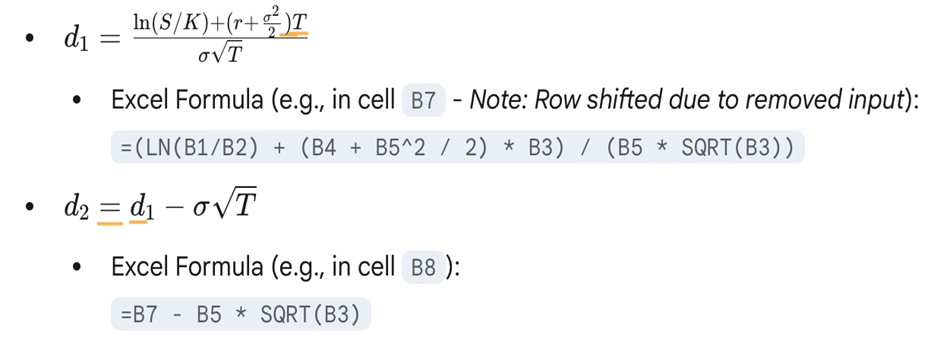 • d₁ = (ln(S/K)+(r+σ²/2)T) / (σ√T)
• Excel Formula (e.g., in cell B7 - Note: Row shifted due to removed input):
=(LN(B1/B2) + (B4 + B5^2 / 2) * B3) / (B5 * SQRT(B3))
• d₂ = d₁ − σ√T
• Excel Formula (e.g., in cell B8 ):
=B7 - B5 * SQRT(B3)